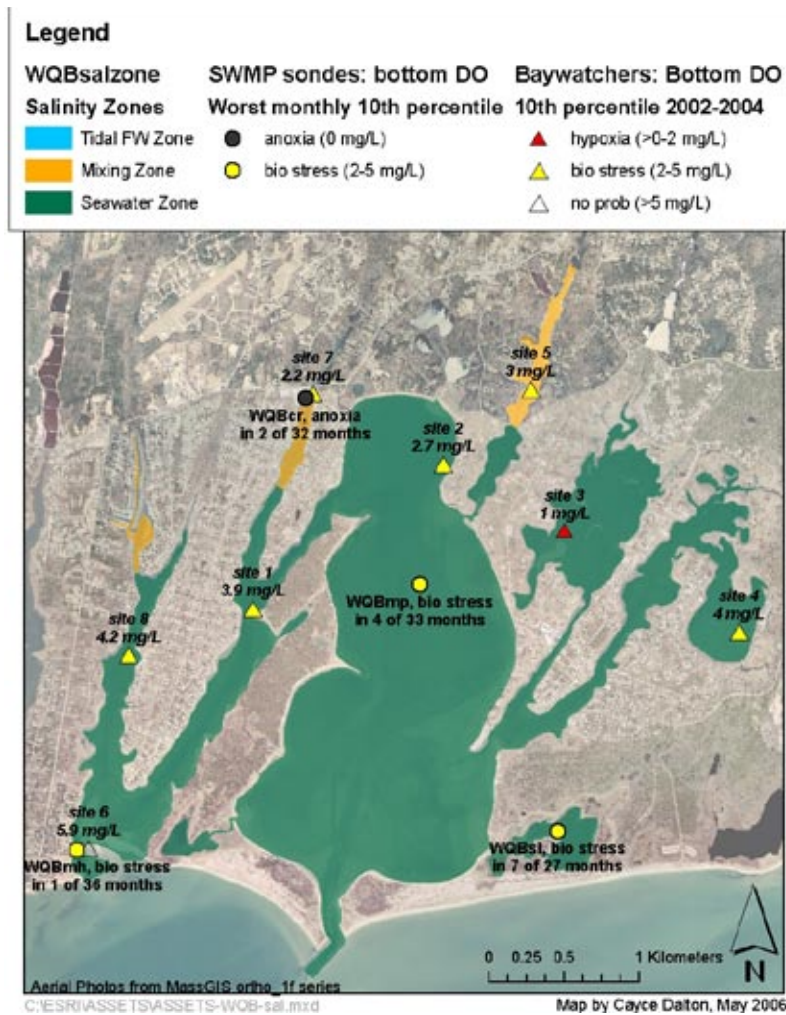 Legend
WQBsalzone
Salinity Zones
Tidal FW Zone
Mixing Zone
Seawater Zone
SWMP sondes: bottom DO
Worst monthly 10th percentile
anoxia (0 mg/L)
bio stress (2-5 mg/L)
Baywatchers: Bottom DO
10th percentile 2002-2004
hypoxia (>0-2 mg/L)
bio stress (2-5 mg/L)
no prob (>5 mg/L)
site 7
2.2 mg/L
WQBcr, anoxia
in 2 of 32 months
site 5
3 mg/L
site 2
2.7 mg/L
site 3
1 mg/L
site 1
3.9 mg/L
WQBmp, bio stress
in 4 of 33 months
site 4
4 mg/L
site 8
4.2 mg/L
site 6
5.9 mg/L
WQBmh, bio stress
in 1 of 36 months
WQBsl, bio stress
in 7 of 27 months
0 0.25 0.5 1 Kilometers
N
Aerial Photos from MassGIS ortho_1f series
C:\ESRI\ASSETS\ASSETS-WQB-sal.mxd
Map by Cayce Dalton, May 2006